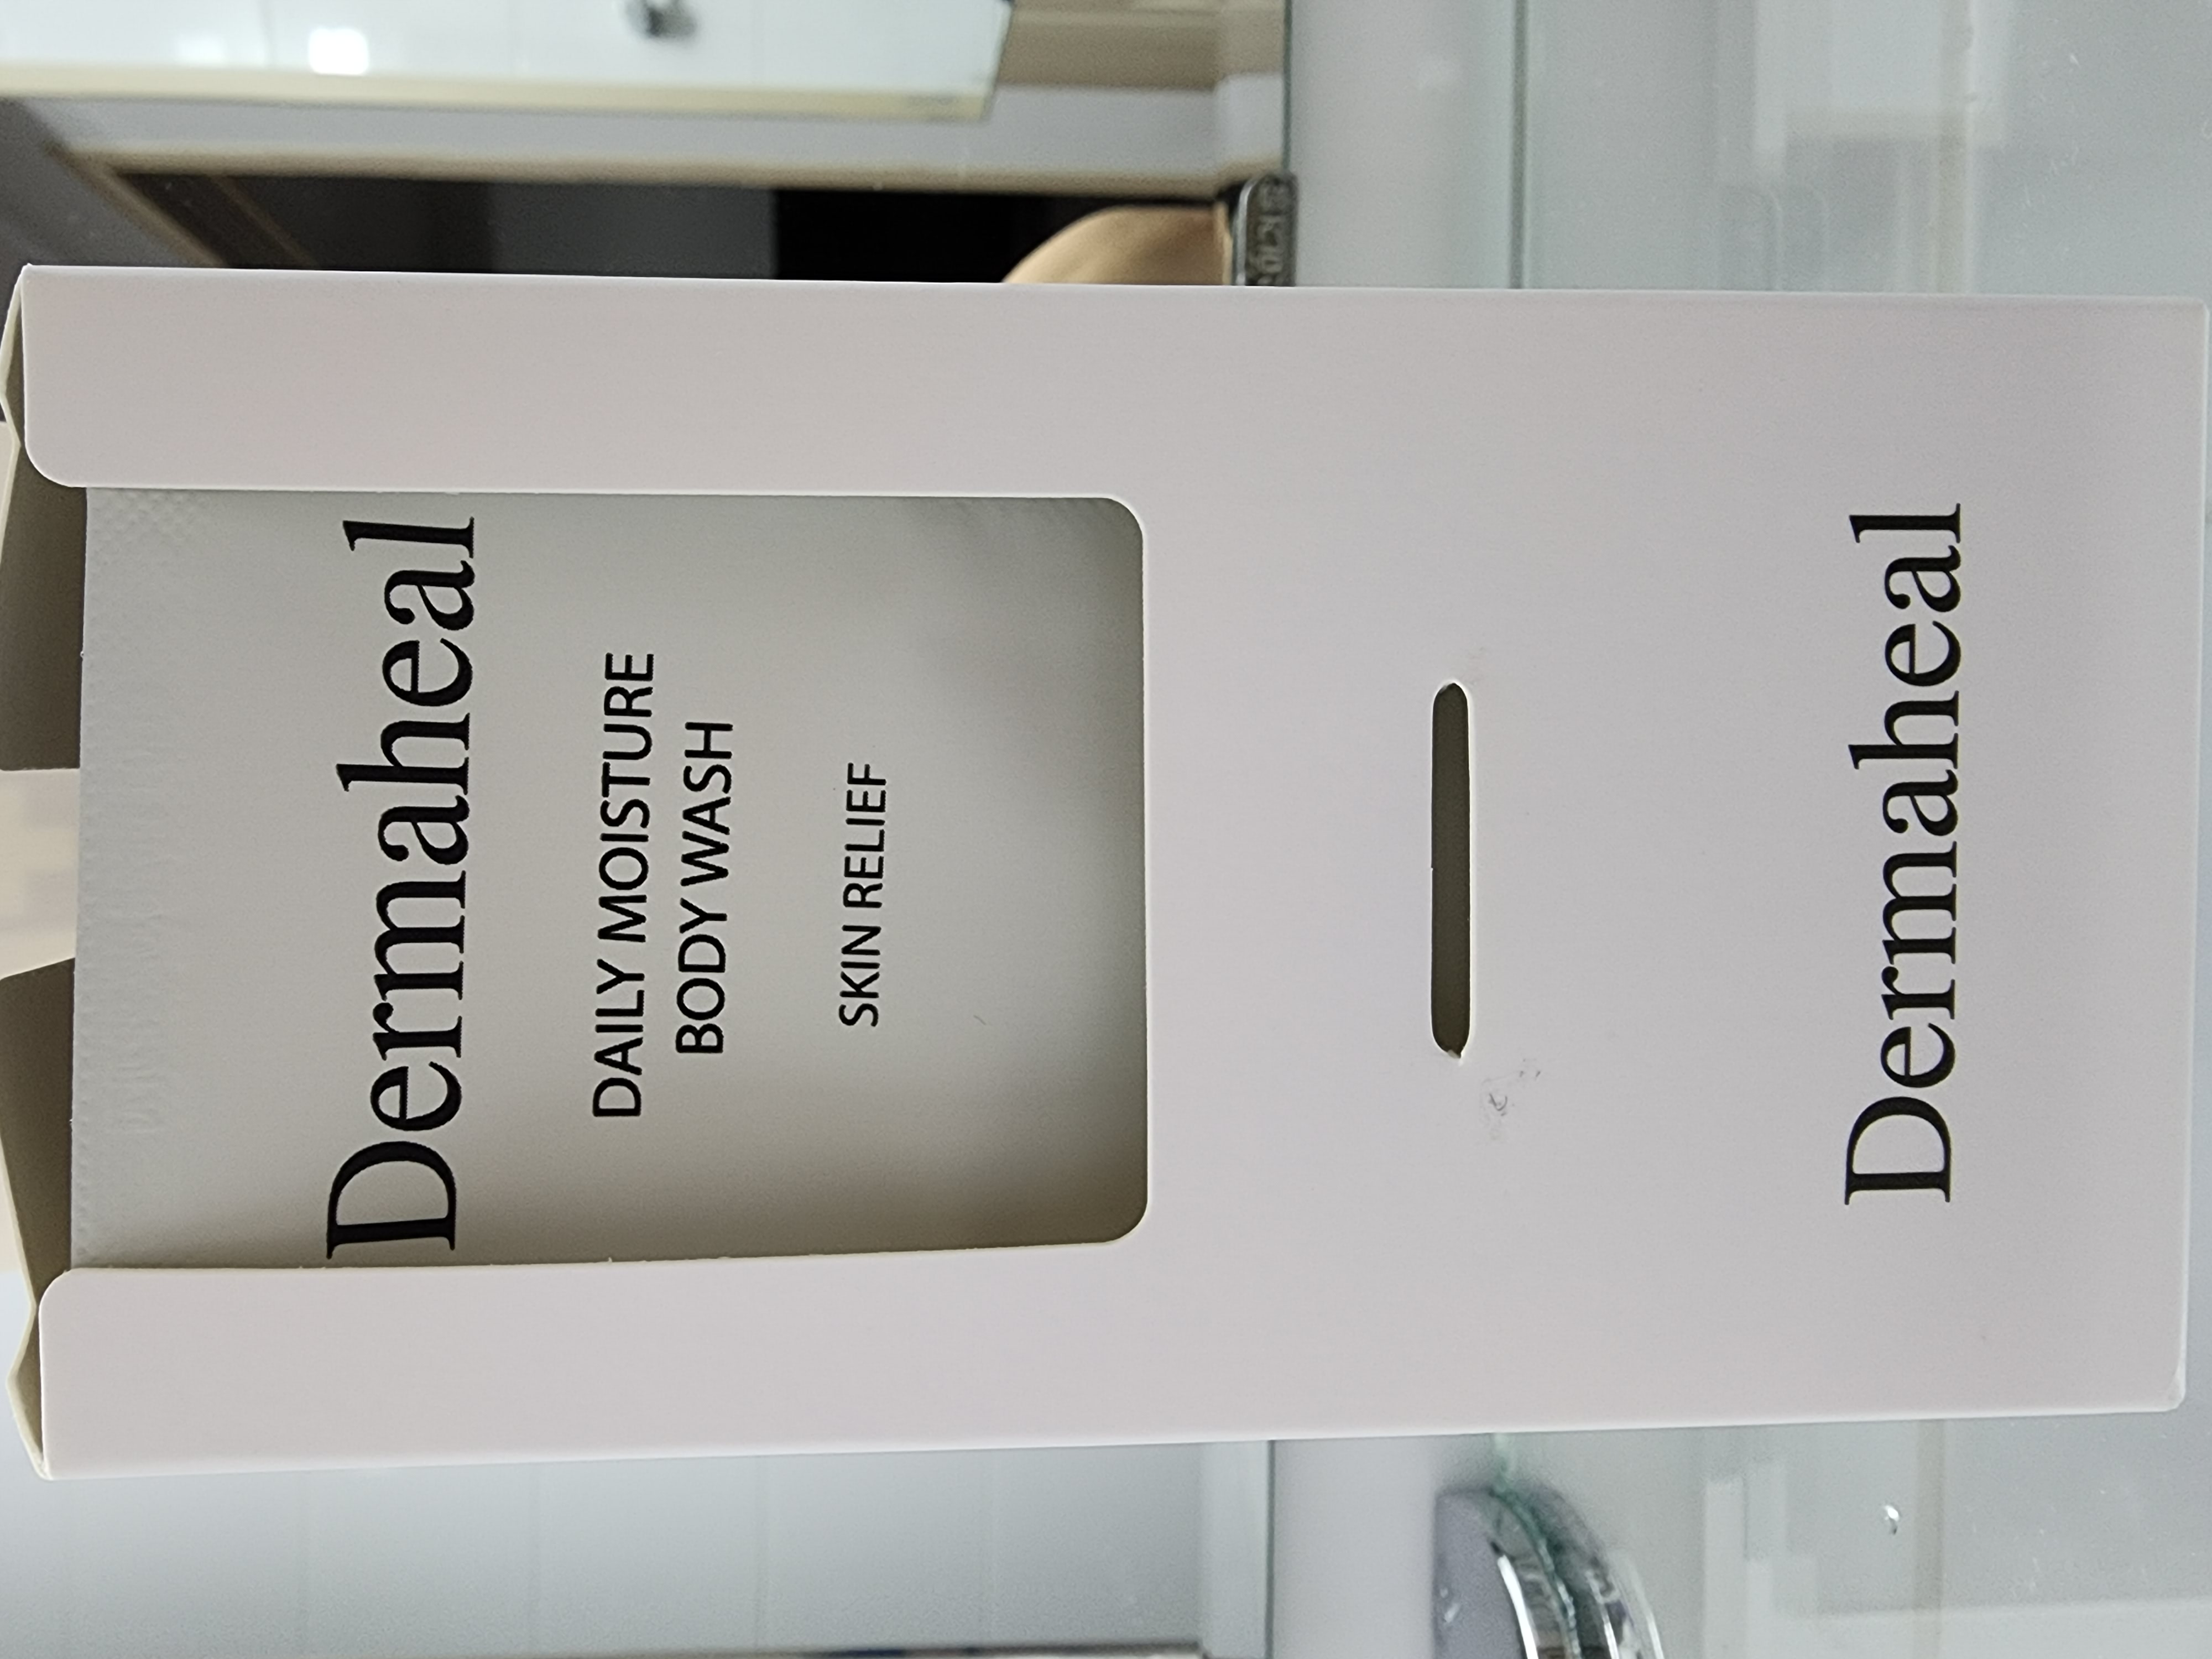 Dermaheal
DAILY MOISTURE
BODY WASH
SKIN RELIEF
Dermaheal